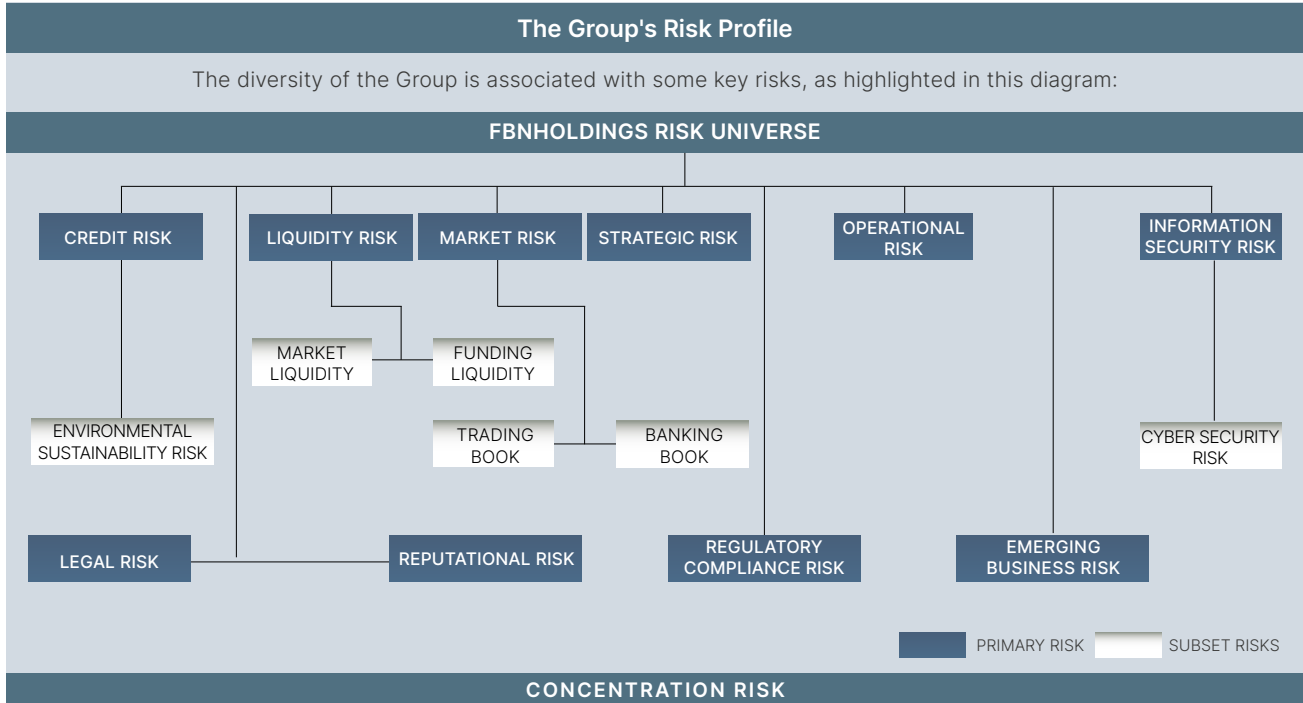 The Group's Risk Profile
The diversity of the Group is associated with some key risks, as highlighted in this diagram:
FBNHOLDINGS RISK UNIVERSE
CREDIT RISK
LIQUIDITY RISK
MARKET RISK
STRATEGIC RISK
OPERATIONAL
RISK
INFORMATION
SECURITY RISK
MARKET
LIQUIDITY
FUNDING
LIQUIDITY
ENVIRONMENTAL
SUSTAINABILITY RISK
TRADING
BOOK
BANKING
BOOK
CYBER SECURITY
RISK
LEGAL RISK
REPUTATIONAL RISK
REGULATORY
COMPLIANCE RISK
EMERGING
BUSINESS RISK
PRIMARY RISK
SUBSET RISKS
CONCENTRATION RISK